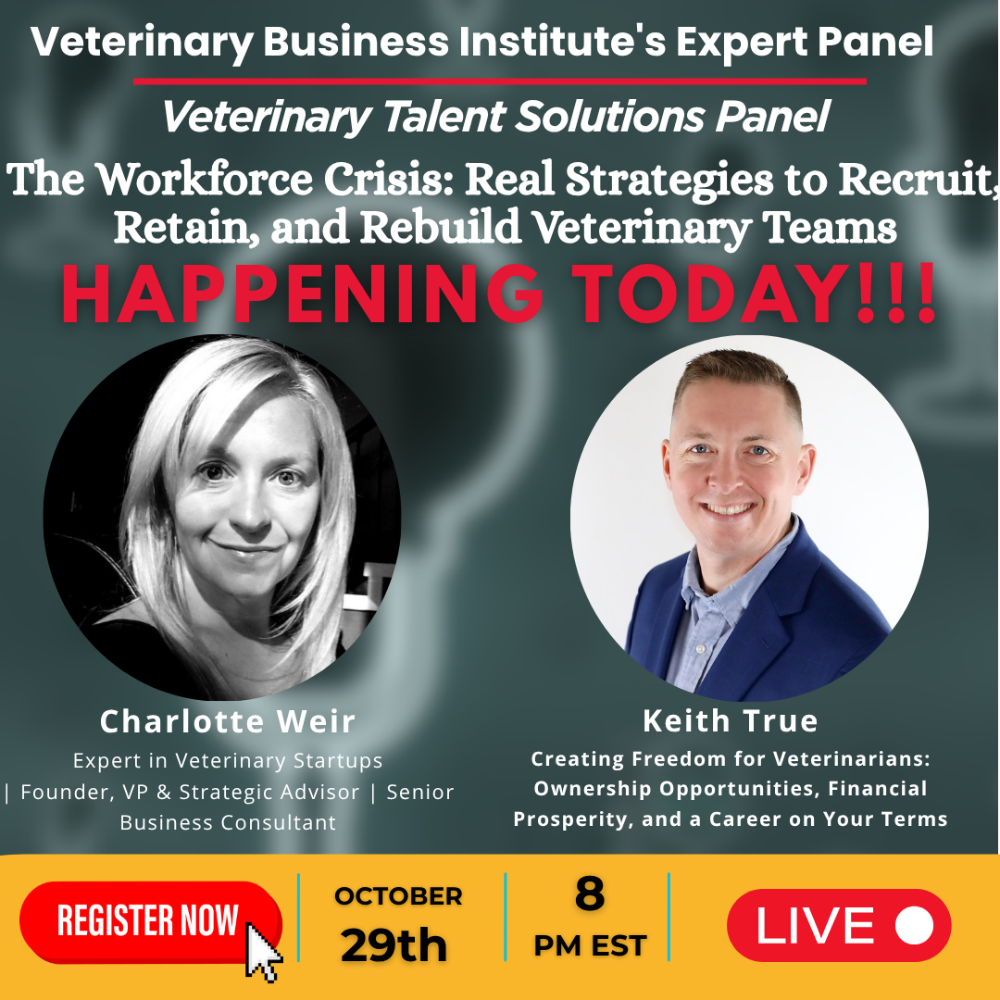 Veterinary Business Institute's Expert Panel
Veterinary Talent Solutions Panel
The Workforce Crisis: Real Strategies to Recruit,
Retain, and Rebuild Veterinary Teams
HAPPENING TODAY!!!
Charlotte Weir
Expert in Veterinary Startups
| Founder, VP & Strategic Advisor | Senior
Business Consultant
Keith True
Creating Freedom for Veterinarians:
Ownership Opportunities, Financial
Prosperity, and a Career on Your Terms
REGISTER NOW
OCTOBER
29th
8
PM EST
LIVE